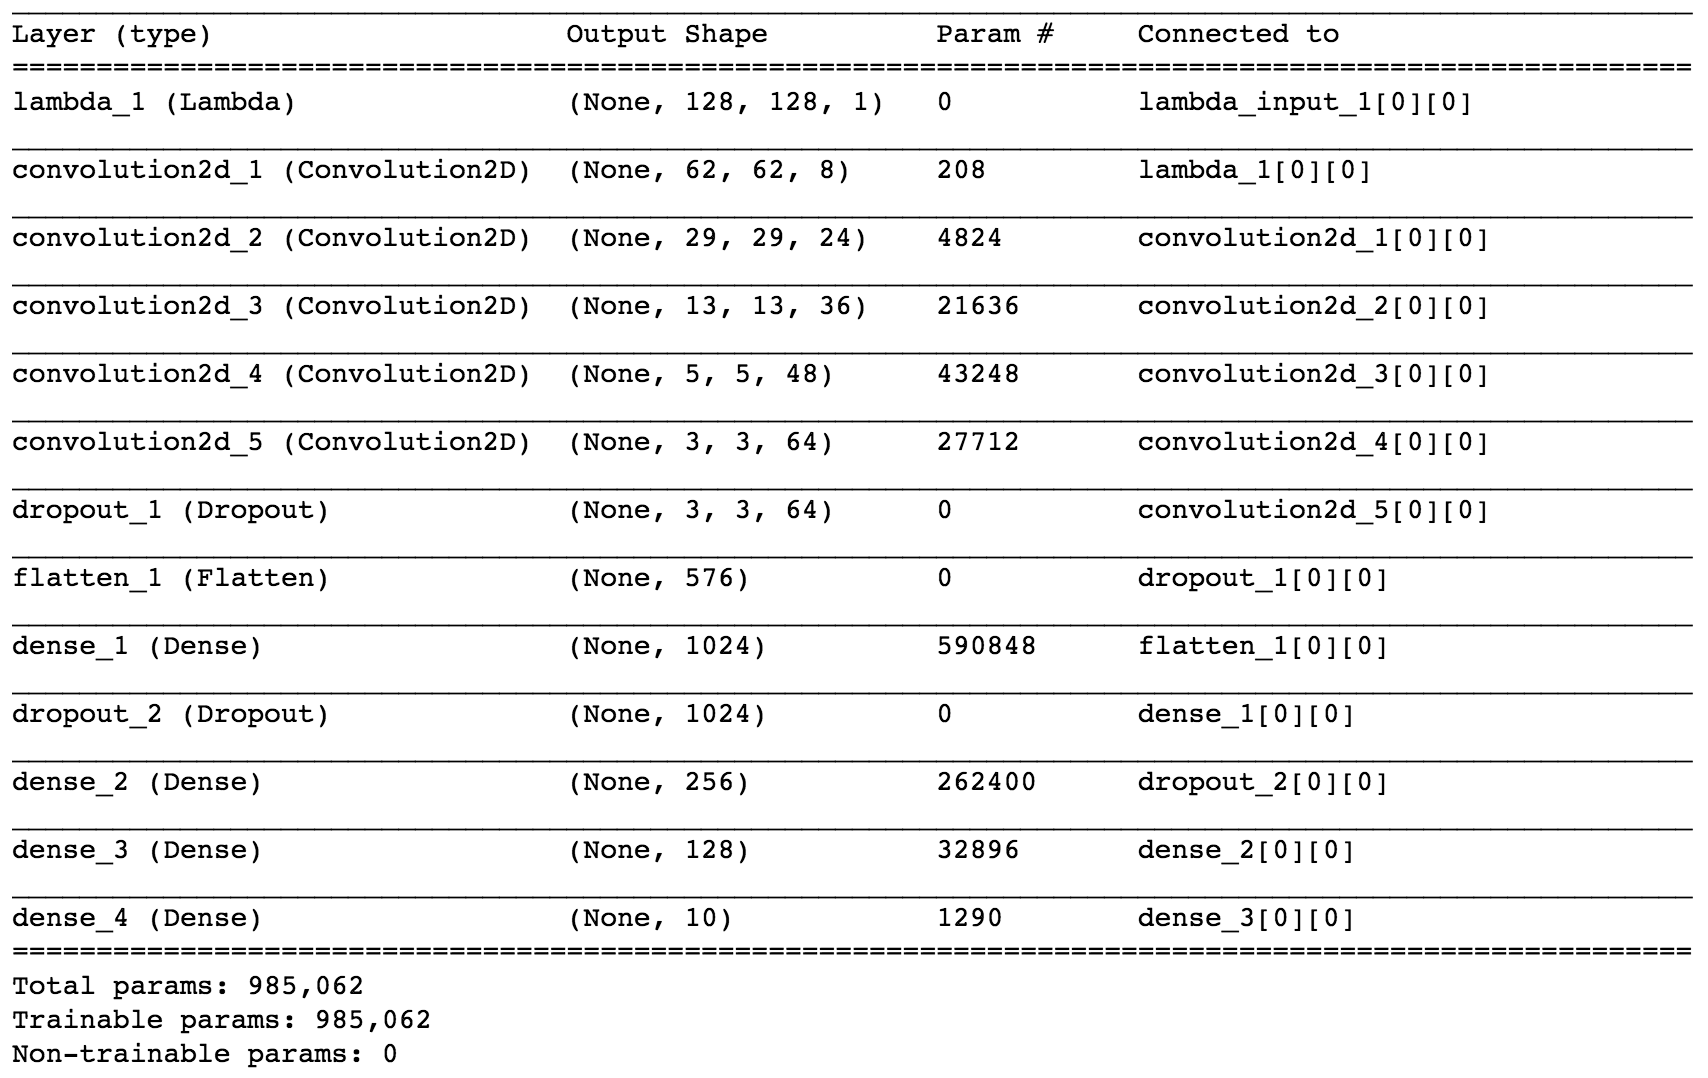 Layer (type) Output Shape Param # Connected to
lambda_1 (Lambda) (None, 128, 128, 1) 0 lambda_input_1[0][0]
convolution2d_1 (Convolution2D) (None, 62, 62, 8) 208 lambda_1[0][0]
convolution2d_2 (Convolution2D) (None, 29, 29, 24) 4824 convolution2d_1[0][0]
convolution2d_3 (Convolution2D) (None, 13, 13, 36) 21636 convolution2d_2[0][0]
convolution2d_4 (Convolution2D) (None, 5, 5, 48) 43248 convolution2d_3[0][0]
convolution2d_5 (Convolution2D) (None, 3, 3, 64) 27712 convolution2d_4[0][0]
dropout_1 (Dropout) (None, 3, 3, 64) 0 convolution2d_5[0][0]
flatten_1 (Flatten) (None, 576) 0 dropout_1[0][0]
dense_1 (Dense) (None, 1024) 590848 flatten_1[0][0]
dropout_2 (Dropout) (None, 1024) 0 dense_1[0][0]
dense_2 (Dense) (None, 256) 262400 dropout_2[0][0]
dense_3 (Dense) (None, 128) 32896 dense_2[0][0]
dense_4 (Dense) (None, 10) 1290 dense_3[0][0]
Total params: 985,062
Trainable params: 985,062
Non-trainable params: 0